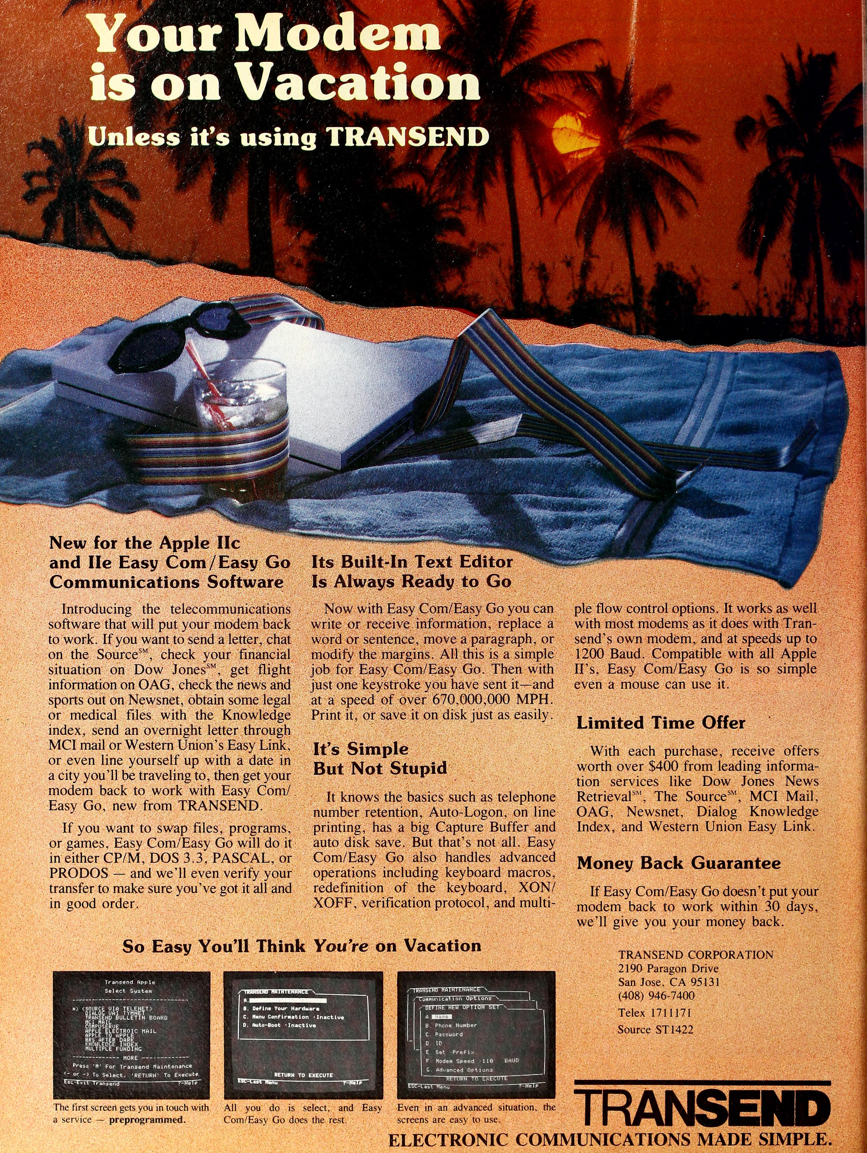 Your Modem
is on Vacation
Unless it's using TRANSEND
New for the Apple IIc
and IIe Easy Com/Easy Go
Communications Software
Introducing the telecommunications
software that will put your modem back
to work. If you want to send a letter, chat
on the Source℠, check your financial
situation on Dow Jones℠, get flight
information on OAG, check the news and
sports out on Newsnet, obtain some legal
or medical files with the Knowledge
index, send an overnight letter through
MCI mail or Western Union's Easy Link,
or even line yourself up with a date in
a city you'll be traveling to, then get your
modem back to work with Easy Com/
Easy Go, new from TRANSEND.
If you want to swap files, programs,
or games, Easy Com/Easy Go will do it
in either CP/M, DOS 3.3, PASCAL, or
PRODOS — and we'll even verify your
transfer to make sure you've got it all and
in good order.
Its Built-In Text Editor
Is Always Ready to Go
Now with Easy Com/Easy Go you can
write or receive information, replace a
word or sentence, move a paragraph, or
modify the margins. All this is a simple
job for Easy Com/Easy Go. Then with
just one keystroke you have sent it—and
at a speed of over 670,000,000 MPH.
Print it, or save it on disk just as easily.
It's Simple
But Not Stupid
It knows the basics such as telephone
number retention, Auto-Logon, on line
printing, has a big Capture Buffer and
auto disk save. But that's not all. Easy
Com/Easy Go also handles advanced
operations including keyboard macros,
redefinition of the keyboard, XON/
XOFF, verification protocol, and multi-
ple flow control options. It works as well
with most modems as it does with Tran-
send's own modem, and at speeds up to
1200 Baud. Compatible with all Apple
II's, Easy Com/Easy Go is so simple
even a mouse can use it.
Limited Time Offer
With each purchase, receive offers
worth over $400 from leading informa-
tion services like Dow Jones News
Retrieval℠, The Source℠, MCI Mail,
OAG, Newsnet, Dialog Knowledge
Index, and Western Union Easy Link.
Money Back Guarantee
If Easy Com/Easy Go doesn't put your
modem back to work within 30 days,
we'll give you your money back.
TRANSEND CORPORATION
2190 Paragon Drive
San Jose, CA 95131
(408) 946-7400
Telex 1711171
Source ST1422
So Easy You'll Think You're on Vacation
Transend Apple
Select System
SOURCE VIA TELENET
DIALOG VAI TYMNET
TRANSEND BULLETIN BOARD
MCI MAIL
COMPUSERVE
APPLE ELECTROIC MAIL
APPLE TO APPLE
BRS AFTER DARK
KNOWLEDGE INDEX
MULTIPLE FUNDING
MORE
Press 'M' For Transend Maintenance
<- or -> To Select, 'RETURN' To Execute
ESC-Exit Transend ?-Help
The first screen gets you in touch with
a service — preprogrammed.
TRANSEND MAINTENANCE
A.
B. Define Your Hardware
C. Menu Confirmation -Inactive
D. Auto-Boot -Inactive
RETURN TO EXECUTE
ESC-Last Menu ?-Help
All you do is select, and Easy
Com/Easy Go does the rest.
TRANSEND MAINTENANCE
Communication Options
DEFINE NEW OPTION SET
A.
B. Phone Number
C. Password
D. ID
E. Set Prefix
F. Modem Speed -110 BAUD
G. Advanced Options
RETURN TO EXECUTE
ESC-Last Menu ?-Help
Even in an advanced situation, the
screens are easy to use.
TRANSEND
ELECTRONIC COMMUNICATIONS MADE SIMPLE.